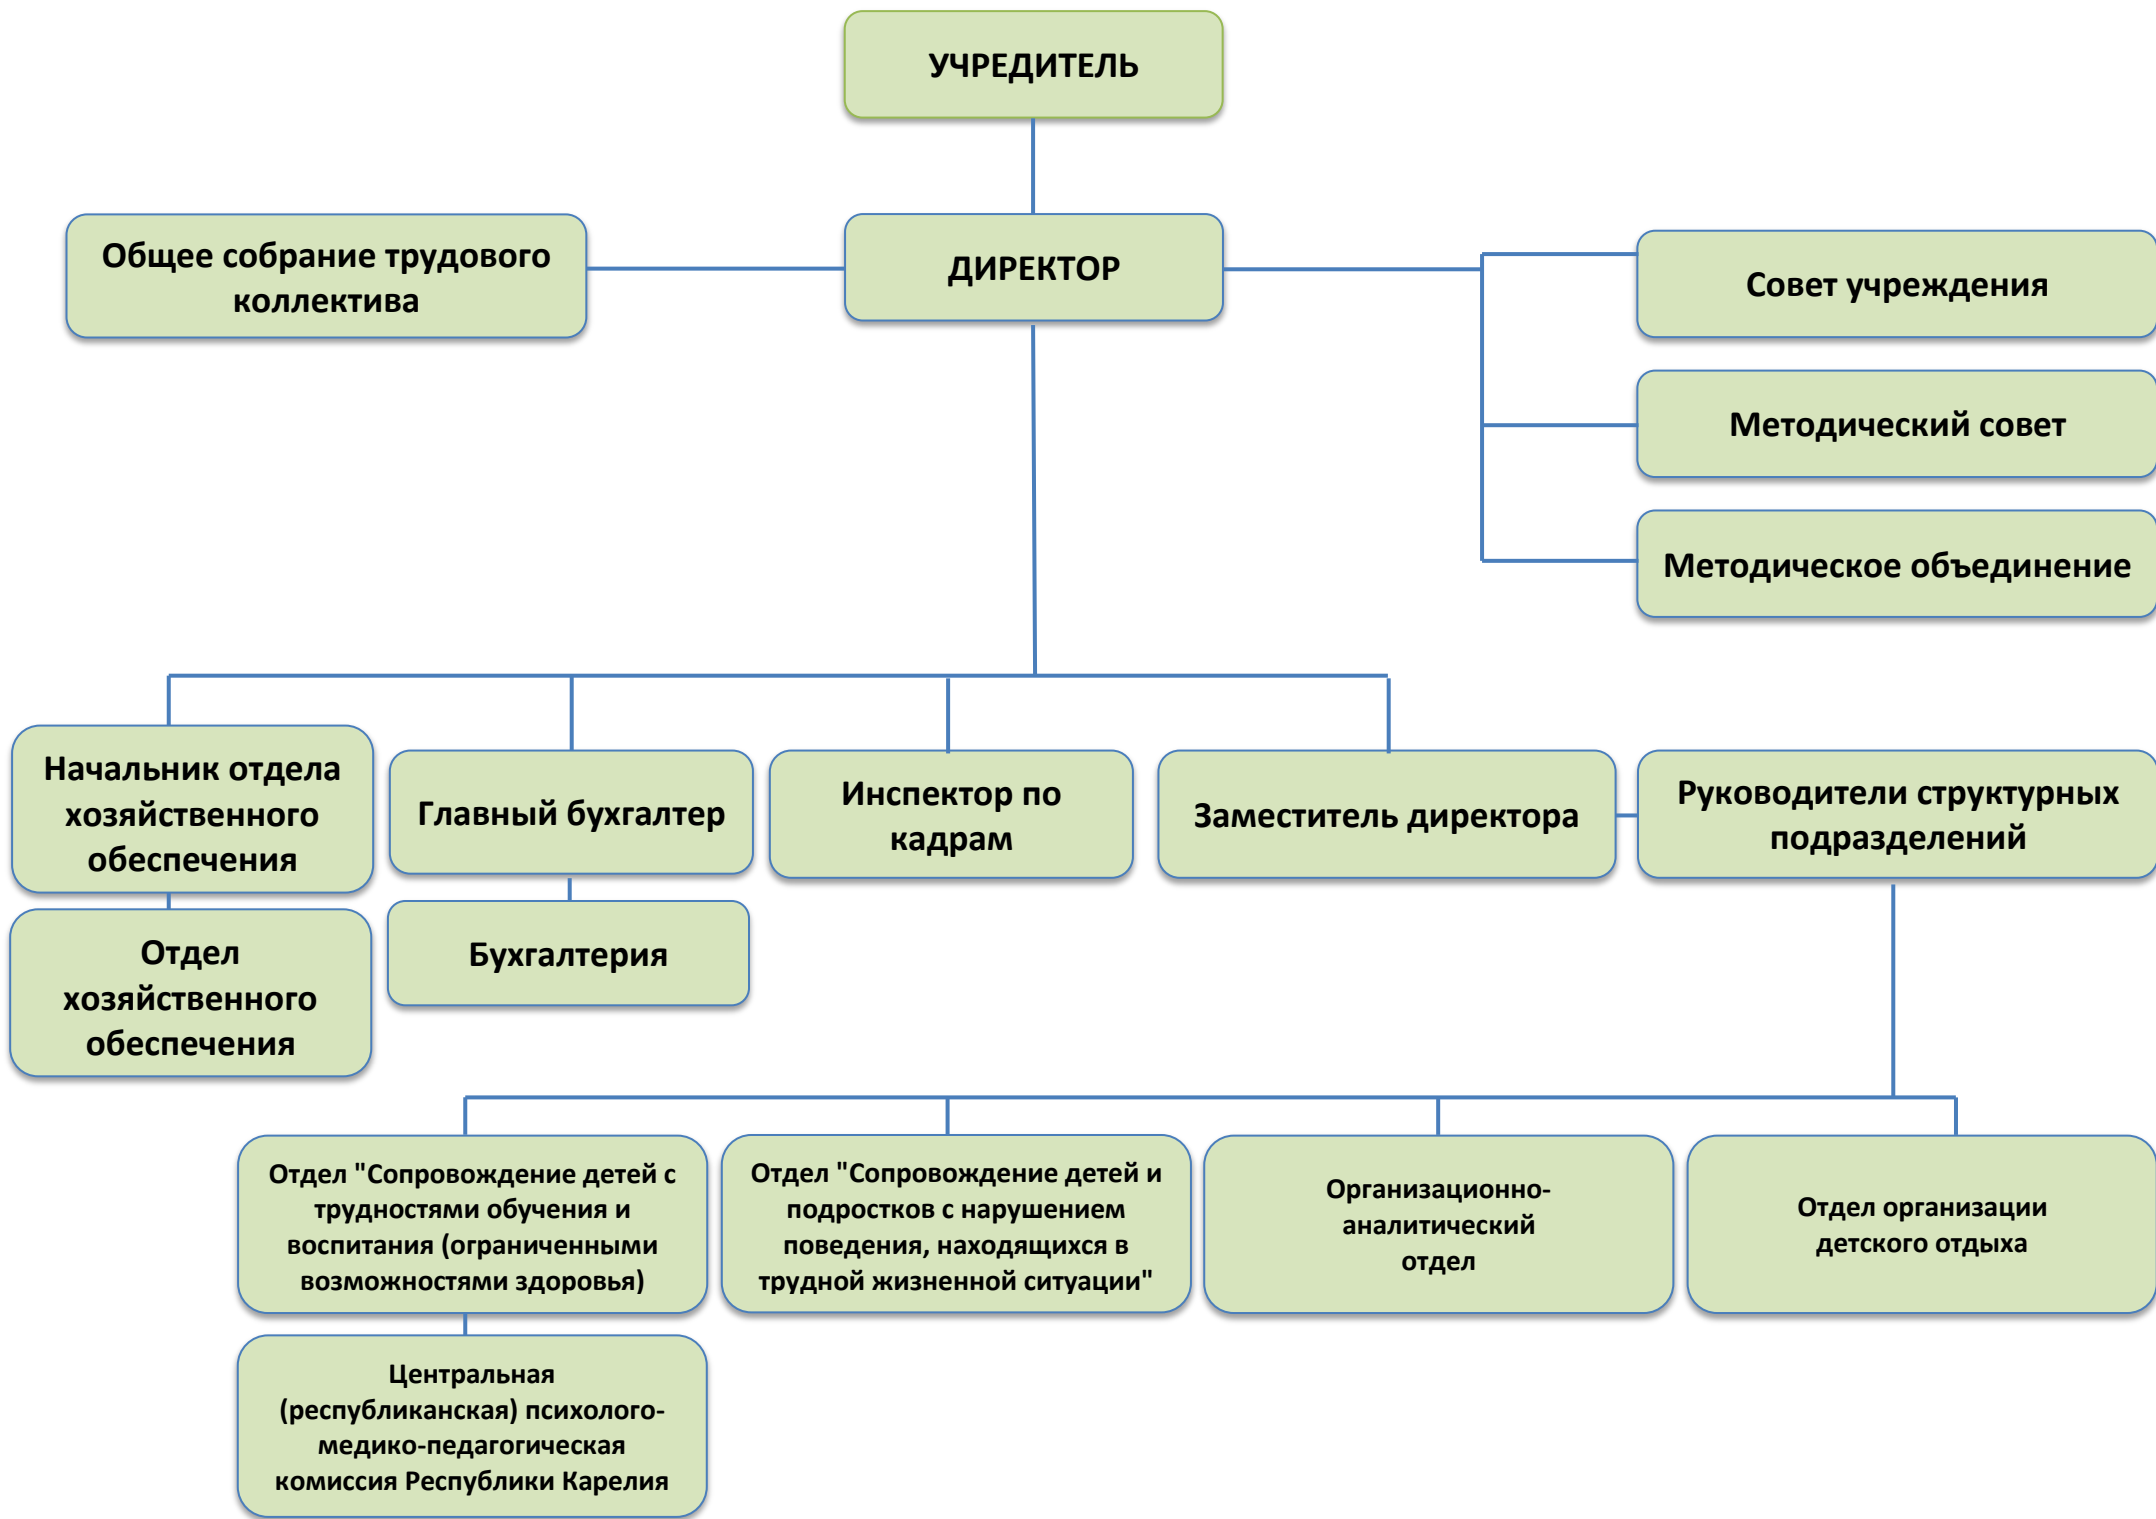 УЧРЕДИТЕЛЬ
Общее собрание трудового
коллектива
ДИРЕКТОР
Совет учреждения
Методический совет
Методическое объединение
Начальник отдела
хозяйственного
обеспечения
Главный бухгалтер
Инспектор по
кадрам
Заместитель директора
Руководители структурных
подразделений
Отдел
хозяйственного
обеспечения
Бухгалтерия
Отдел "Сопровождение детей с
трудностями обучения и
воспитания (ограниченными
возможностями здоровья)
Отдел "Сопровождение детей и
подростков с нарушением
поведения, находящихся в
трудной жизненной ситуации"
Организационно-
аналитический
отдел
Отдел организации
детского отдыха
Центральная
(республиканская) психолого-
медико-педагогическая
комиссия Республики Карелия